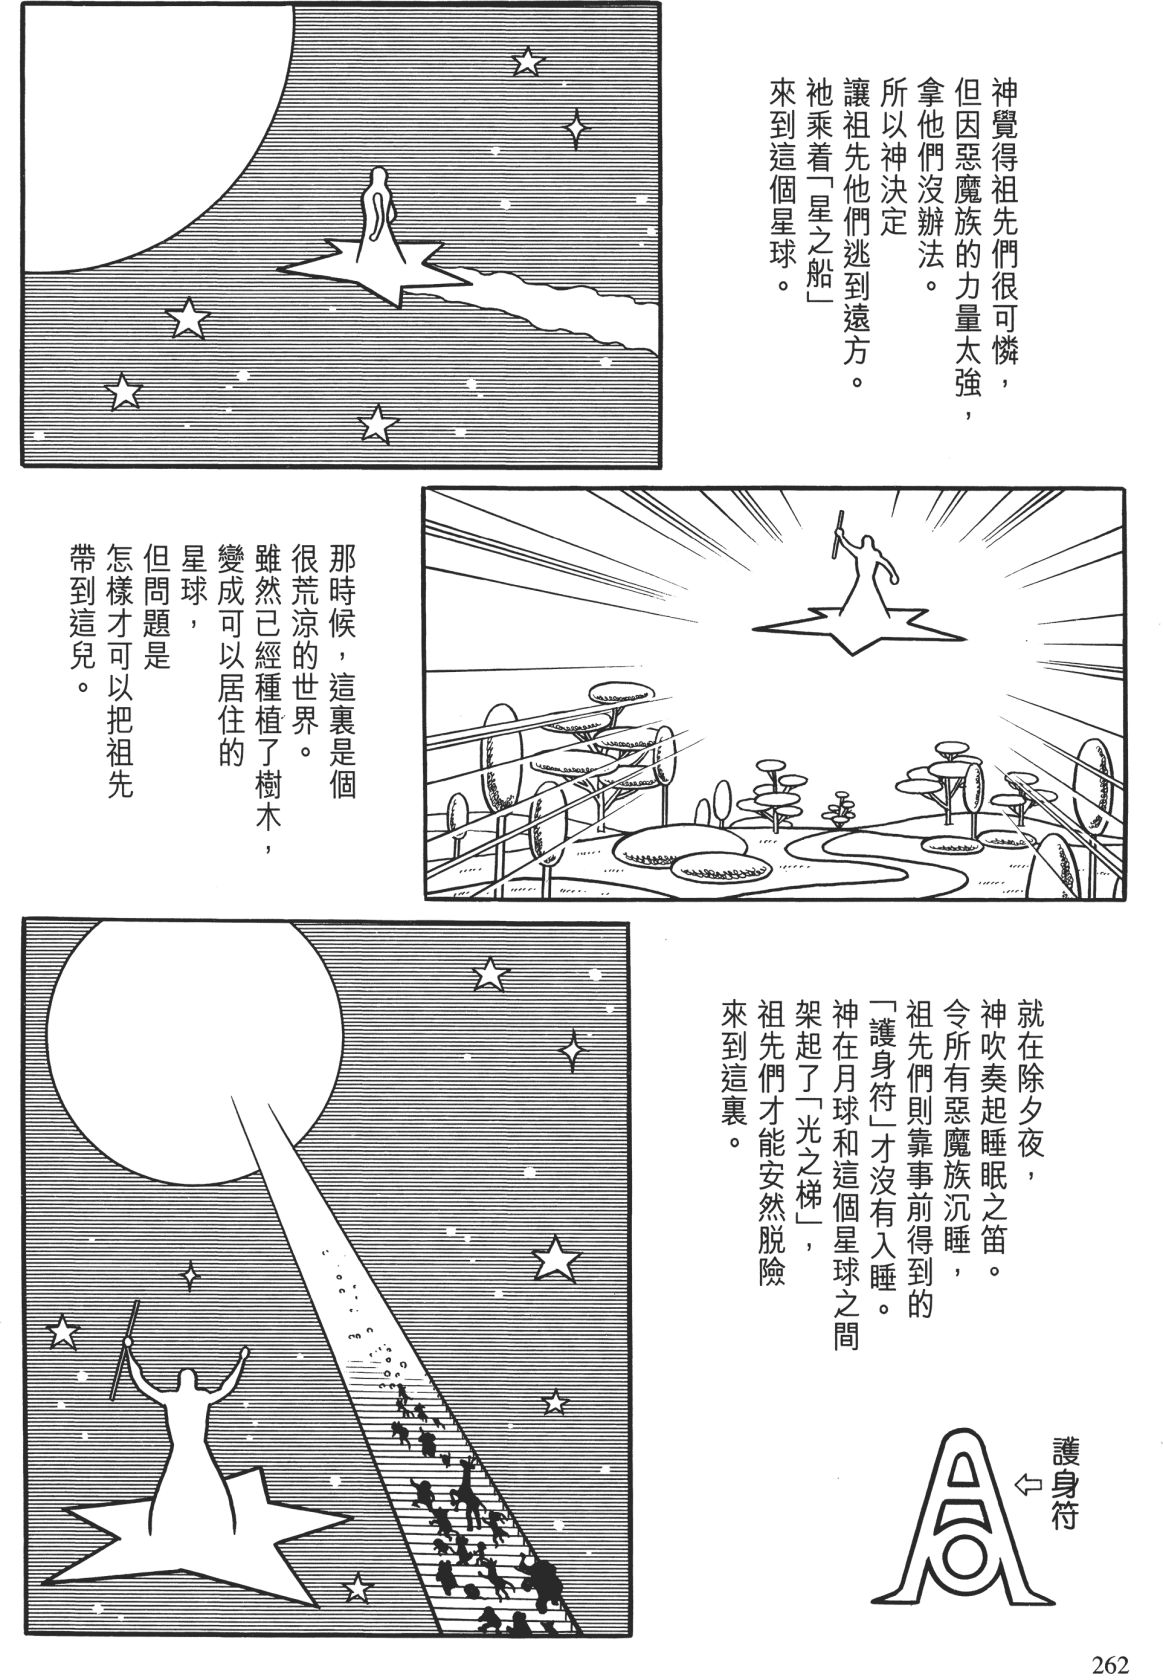 神覺得祖先們很可憐，
但因惡魔族的力量太強，
拿他們沒辦法。
所以神決定
讓祖先他們逃到遠方。
祂乘着「星之船」
來到這個星球。
那時候，這裏是個
很荒涼的世界。
雖然已經種植了樹木，
變成可以居住的
星球，
但問題是
怎樣才可以把祖先
帶到這兒。
就在除夕夜，
神吹奏起睡眠之笛。
令所有惡魔族沉睡，
祖先們則靠事前得到的
「護身符」才沒有入睡。
神在月球和這個星球之間
架起了「光之梯」，
祖先們才能安然脫險
來到這裏。
護身符
⇦
262